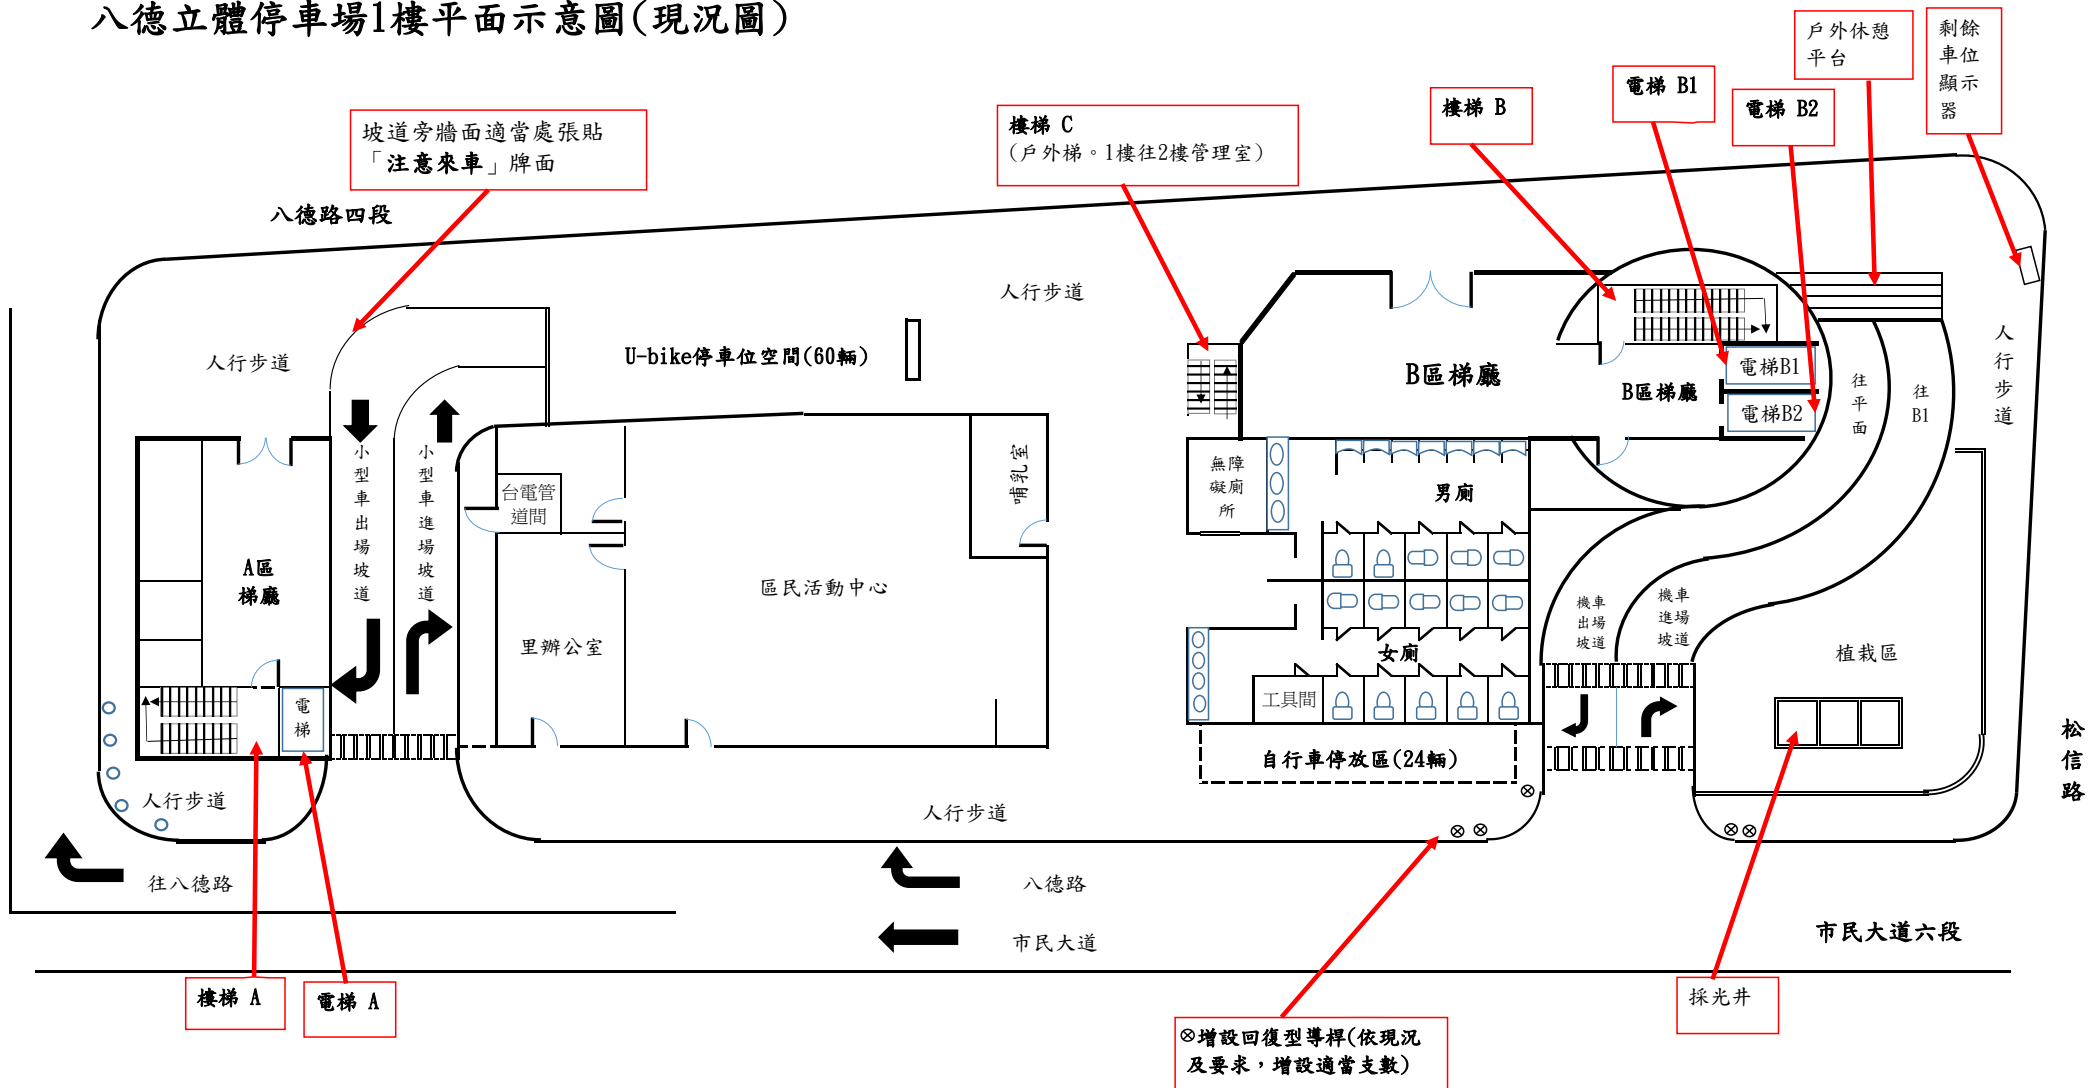 八德立體停車場1樓平面示意圖(現況圖)
坡道旁牆面適當處張貼
「注意來車」牌面
樓梯 C
(戶外梯。1樓往2樓管理室)
樓梯 B
電梯 B1
電梯 B2
戶外休憩
平台
剩餘
車位
顯示
器
八德路四段
人行步道
人行步道
U-bike停車位空間(60輛)
B區梯廳
B區梯廳
電梯B1
電梯B2
往平面
往B1
人行步道
小型車出場坡道
小型車進場坡道
台電管
道間
哺乳室
無障
礙廁
所
男廁
A區
梯廳
區民活動中心
里辦公室
女廁
工具間
機車
出場
坡道
機車
進場
坡道
植栽區
電
梯
自行車停放區(24輛)
松信路
人行步道
人行步道
往八德路
八德路
市民大道
市民大道六段
樓梯 A
電梯 A
採光井
⊗增設回復型導桿(依現況
及要求，增設適當支數)